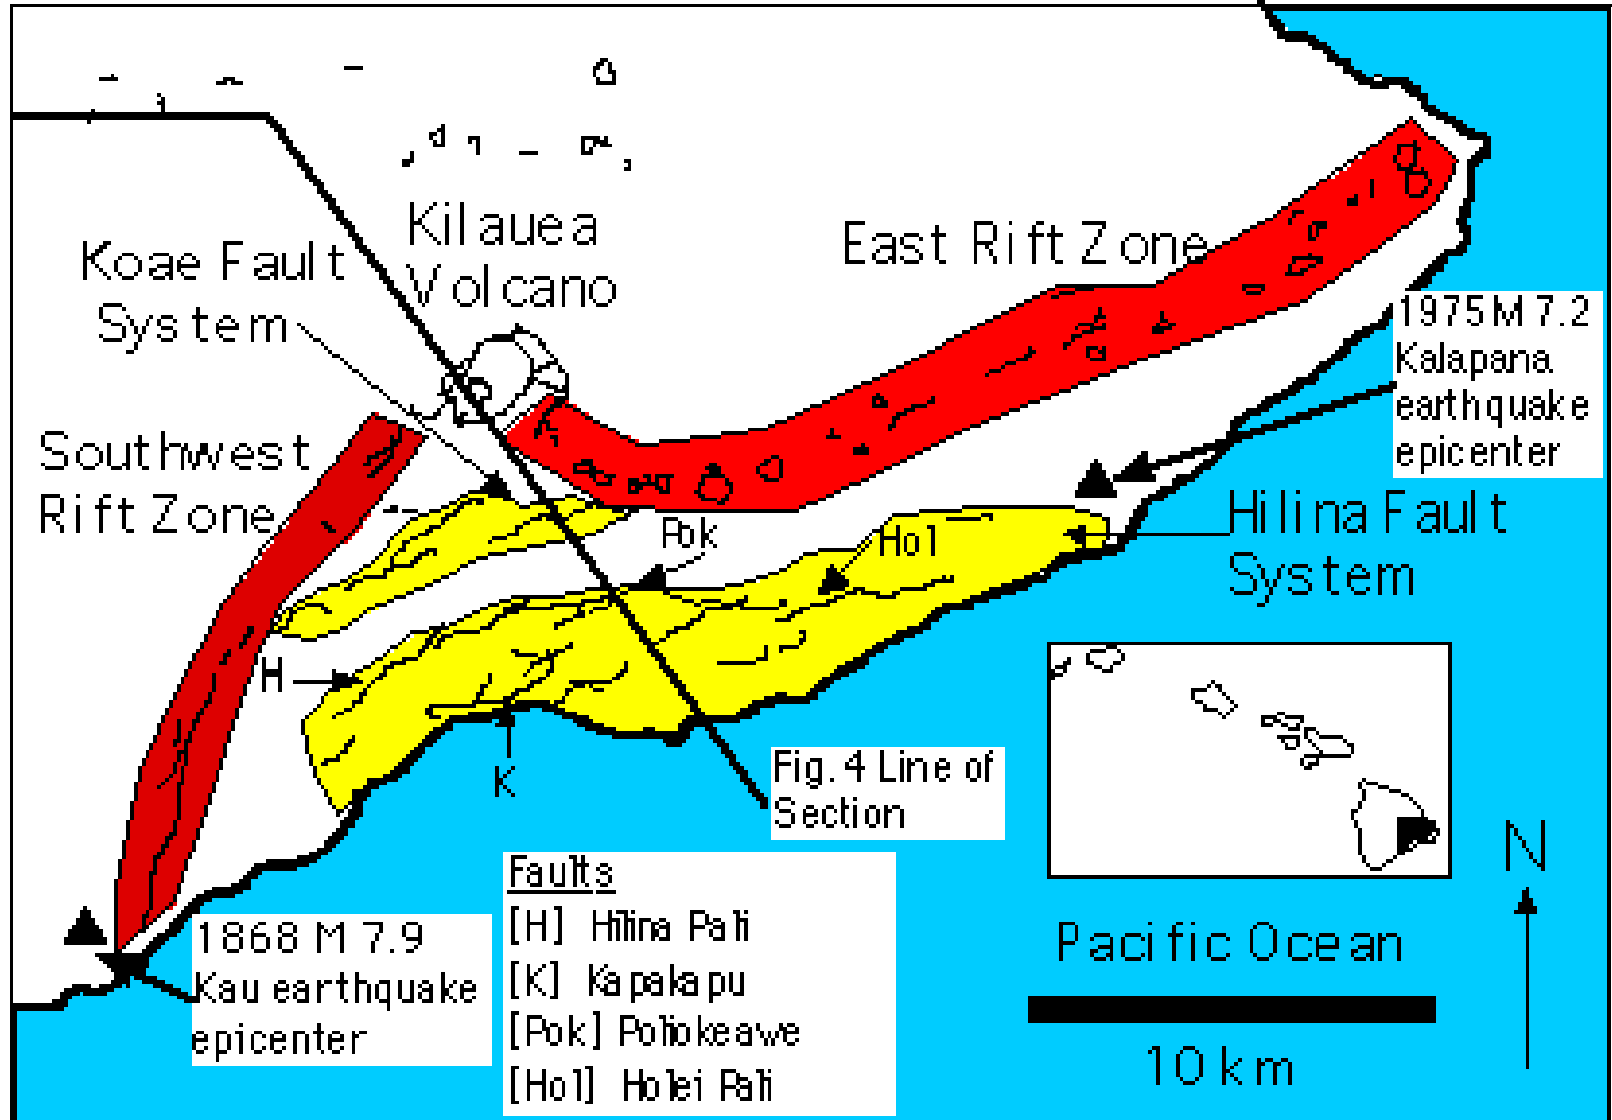 Kilauea
Volcano
Koae Fault
System
East Rift Zone
1975 M 7.2
Kalapana
earthquake
epicenter
Southwest
Rift Zone
Pok
Hol
Hilina Fault
System
H
K
Fig. 4 Line of
Section
N
Faults
[H] Hilina Pali
[K] Kapakapu
[Pok] Poliokeawe
[Hol] Holei Pali
1868 M 7.9
Kau earthquake
epicenter
Pacific Ocean
10 km